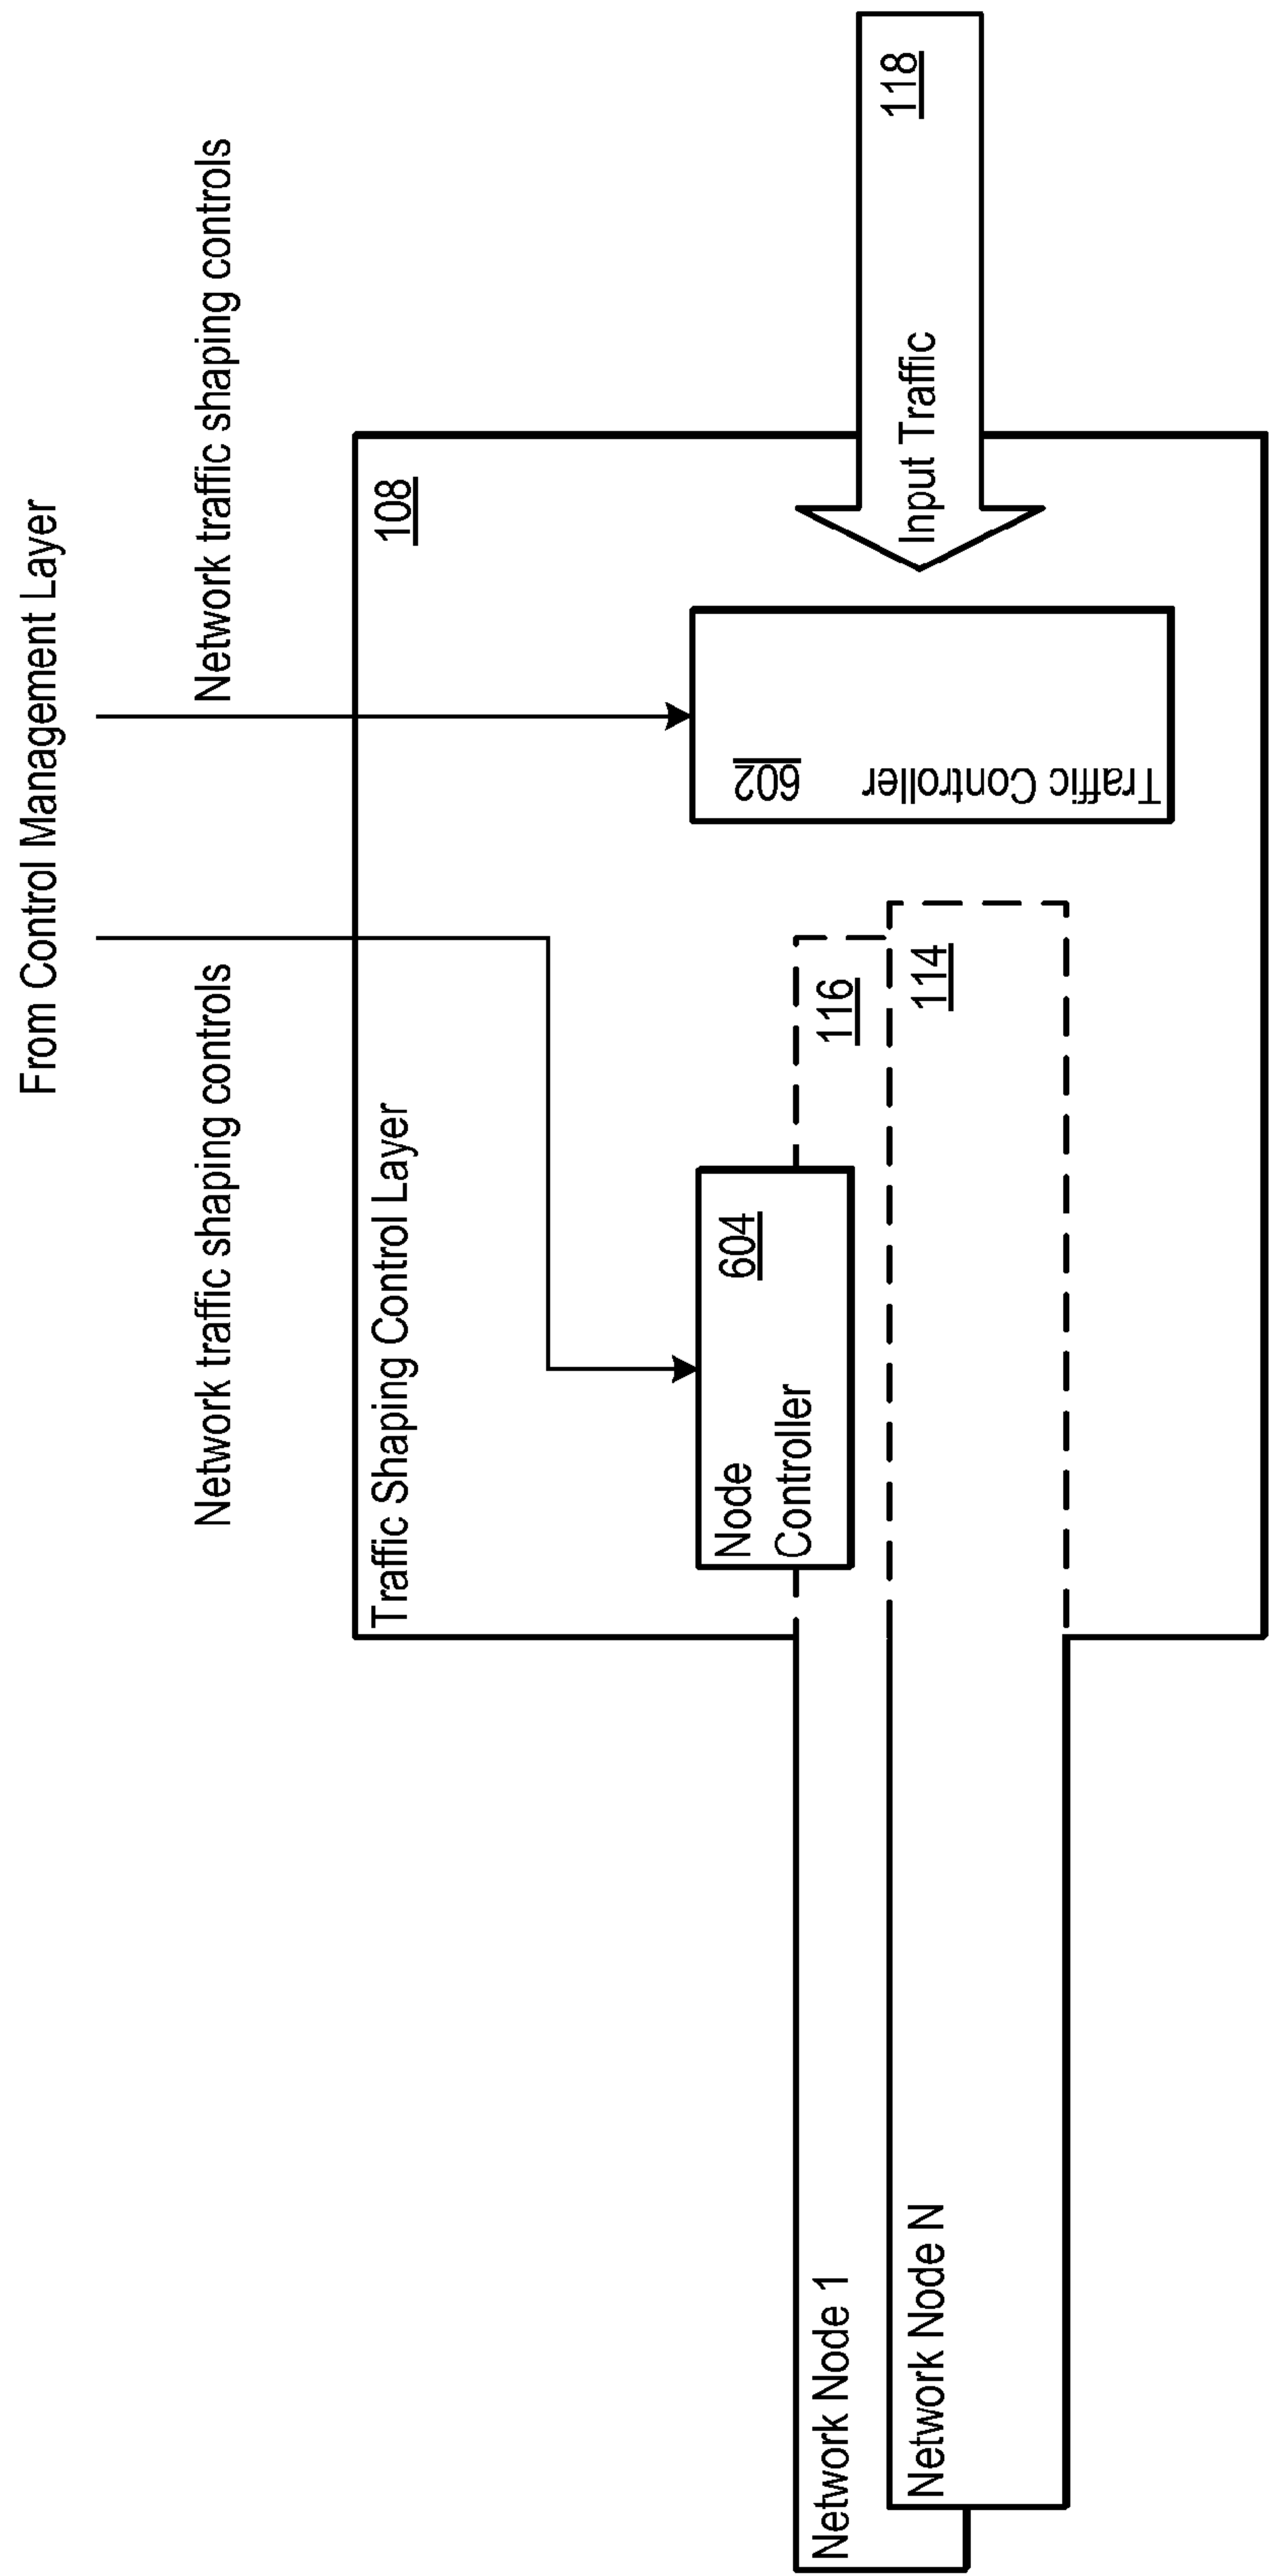 From Control Management Layer
Network traffic shaping controls
Network traffic shaping controls
Traffic Shaping Control Layer
108
Node
Controller
604
602
Traffic Controller
Input Traffic
118
Network Node 1
116
Network Node N
114